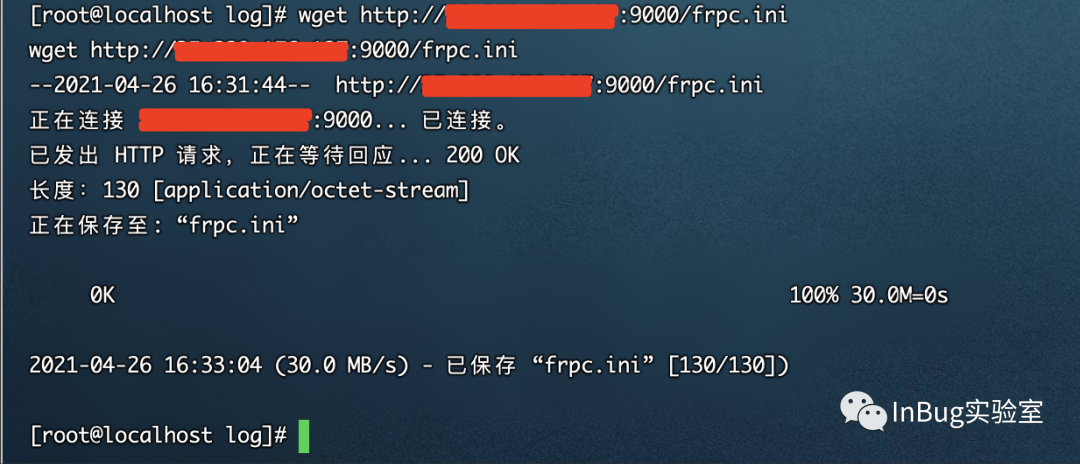 [root@localhost log]# wget http:// :9000/frpc.ini
wget http:// :9000/frpc.ini
--2021-04-26 16:31:44-- http:// :9000/frpc.ini
正在连接 :9000... 已连接。
已发出 HTTP 请求，正在等待回应... 200 OK
长度：130 [application/octet-stream]
正在保存至: “frpc.ini”
0K 100% 30.0M=0s
2021-04-26 16:33:04 (30.0 MB/s) - 已保存 “frpc.ini” [130/130])
InBug实验室
[root@localhost log]#